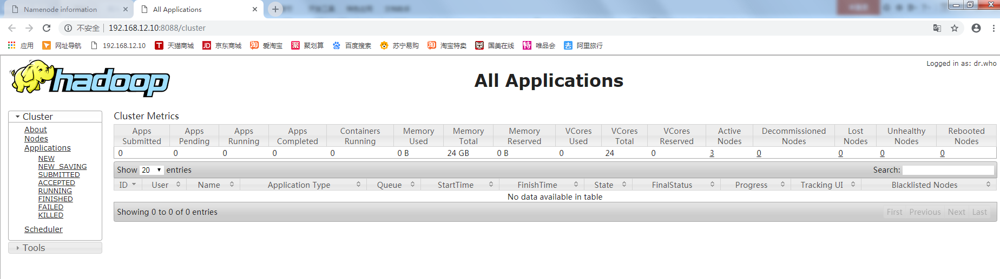 Namenode information
All Applications
不安全 192.168.12.10:8088/cluster
应用 网址导航 192.168.12.10 天猫商城 京东商城 爱淘宝 聚划算 百度搜索 苏宁易购 淘宝特卖 国美在线 唯品会 阿里旅行
hadoop
All Applications
Logged in as: dr.who
Cluster
About
Nodes
Applications
NEW
NEW_SAVING
SUBMITTED
ACCEPTED
RUNNING
FINISHED
FAILED
KILLED
Scheduler
Tools
Cluster Metrics
Apps Submitted Apps Pending Apps Running Apps Completed Containers Running Memory Used Memory Total Memory Reserved VCores Used VCores Total VCores Reserved Active Nodes Decommissioned Nodes Lost Nodes Unhealthy Nodes Rebooted Nodes
0 0 0 0 0 0 B 24 GB 0 B 0 24 0 3 0 0 0 0
Show 20 entries Search:
ID User Name Application Type Queue StartTime FinishTime State FinalStatus Progress Tracking UI Blacklisted Nodes
No data available in table
Showing 0 to 0 of 0 entries First Previous Next Last